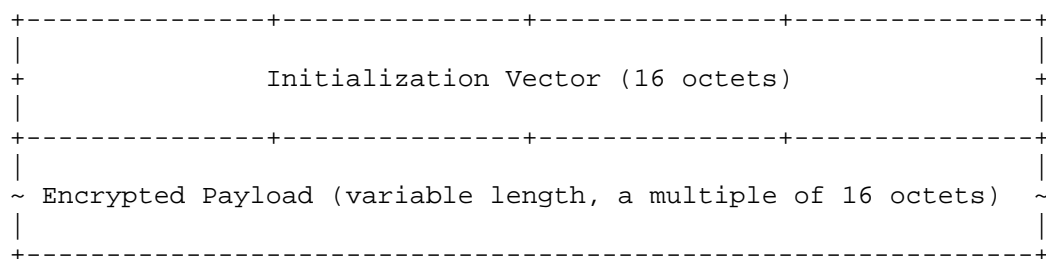 Initialization Vector (16 octets)
Encrypted Payload (variable length, a multiple of 16 octets)